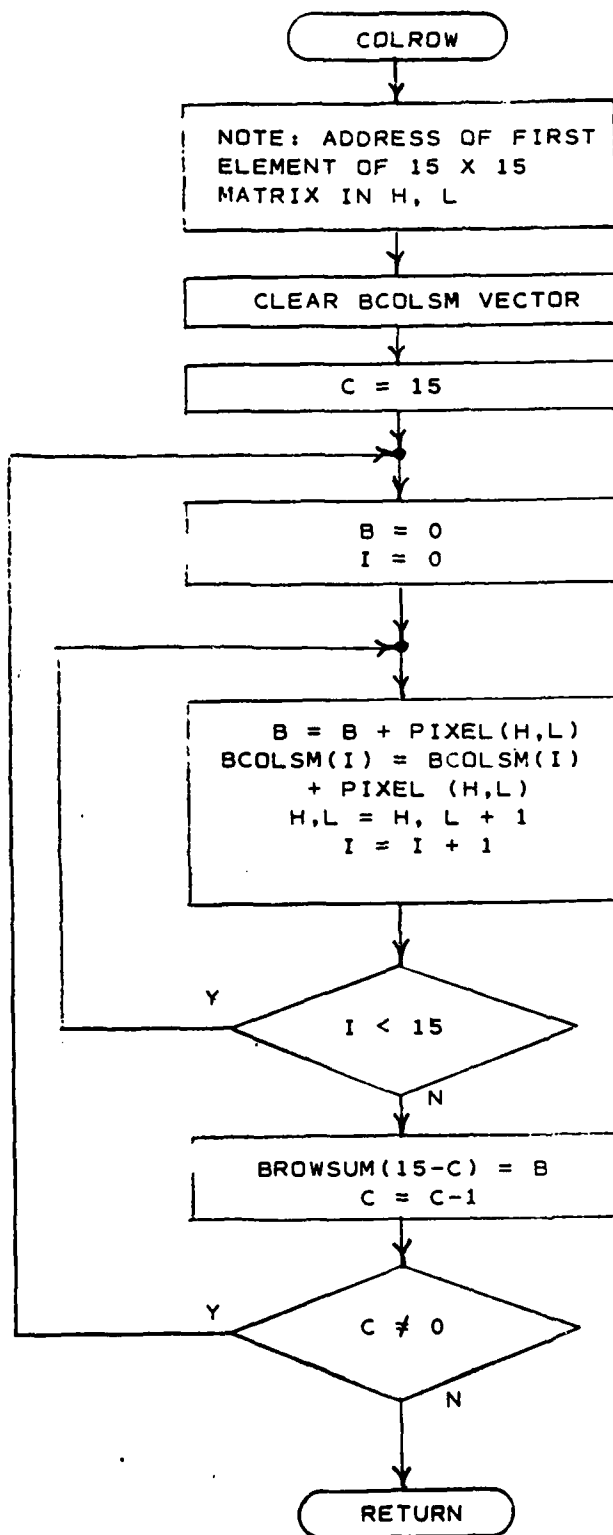 COLROW
NOTE: ADDRESS OF FIRST
ELEMENT OF 15 X 15
MATRIX IN H, L
CLEAR BCOLSM VECTOR
C = 15
B = 0
I = 0
B = B + PIXEL(H,L)
BCOLSM(I) = BCOLSM(I)
+ PIXEL (H,L)
H,L = H, L + 1
I = I + 1
Y
I < 15
N
BROWSUM(15-C) = B
C = C-1
Y
C ≠ 0
N
RETURN